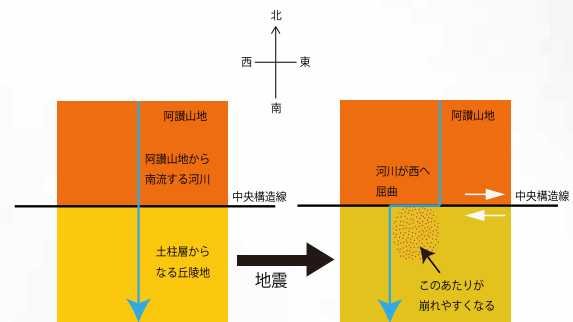 北
西
東
南
阿讃山地
阿讃山地から
南流する河川
中央構造線
土柱層から
なる丘陵地
地震
阿讃山地
河川が西へ
屈曲
中央構造線
このあたりが
崩れやすくなる